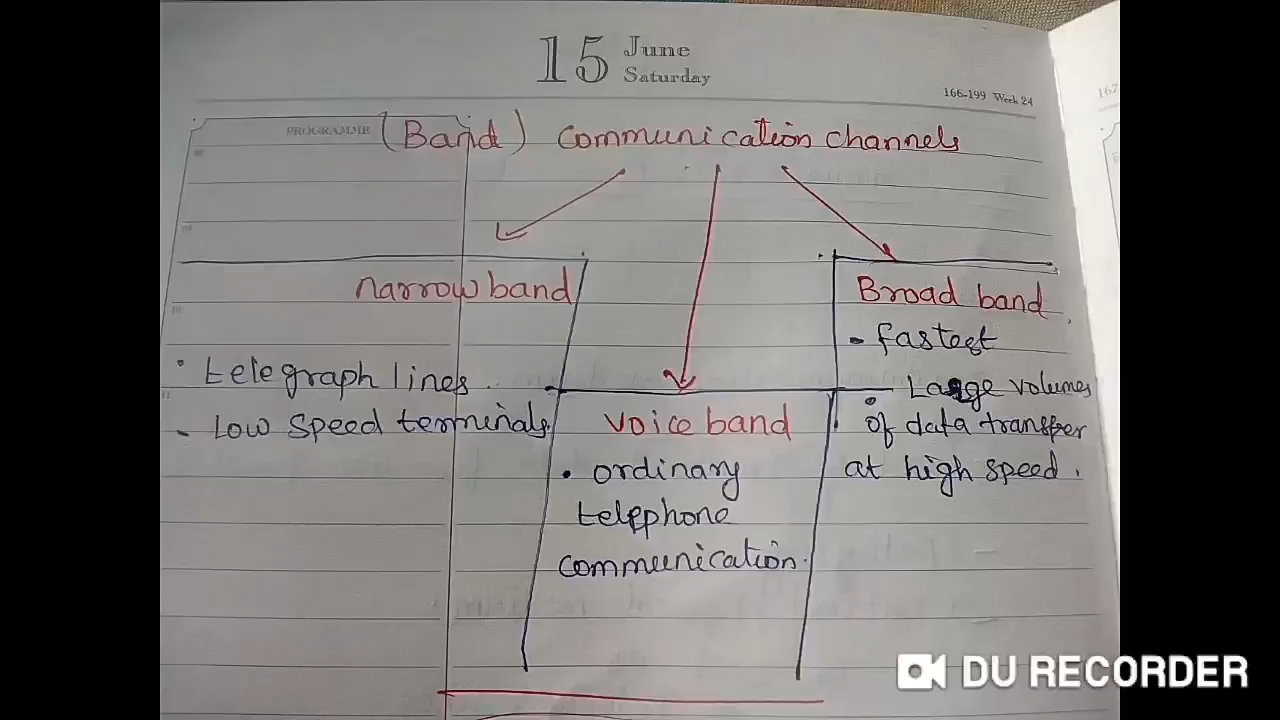 15 June
Saturday
166-199 Week 24
167
PROGRAMME
(Band) communication channels
narrow band
· telegraph lines.
- Low speed terminals.
Voice band
· ordinary
telephone
communication.
Broad band
- fastest
- Large volumes
of data transfer
at high speed.
DU RECORDER